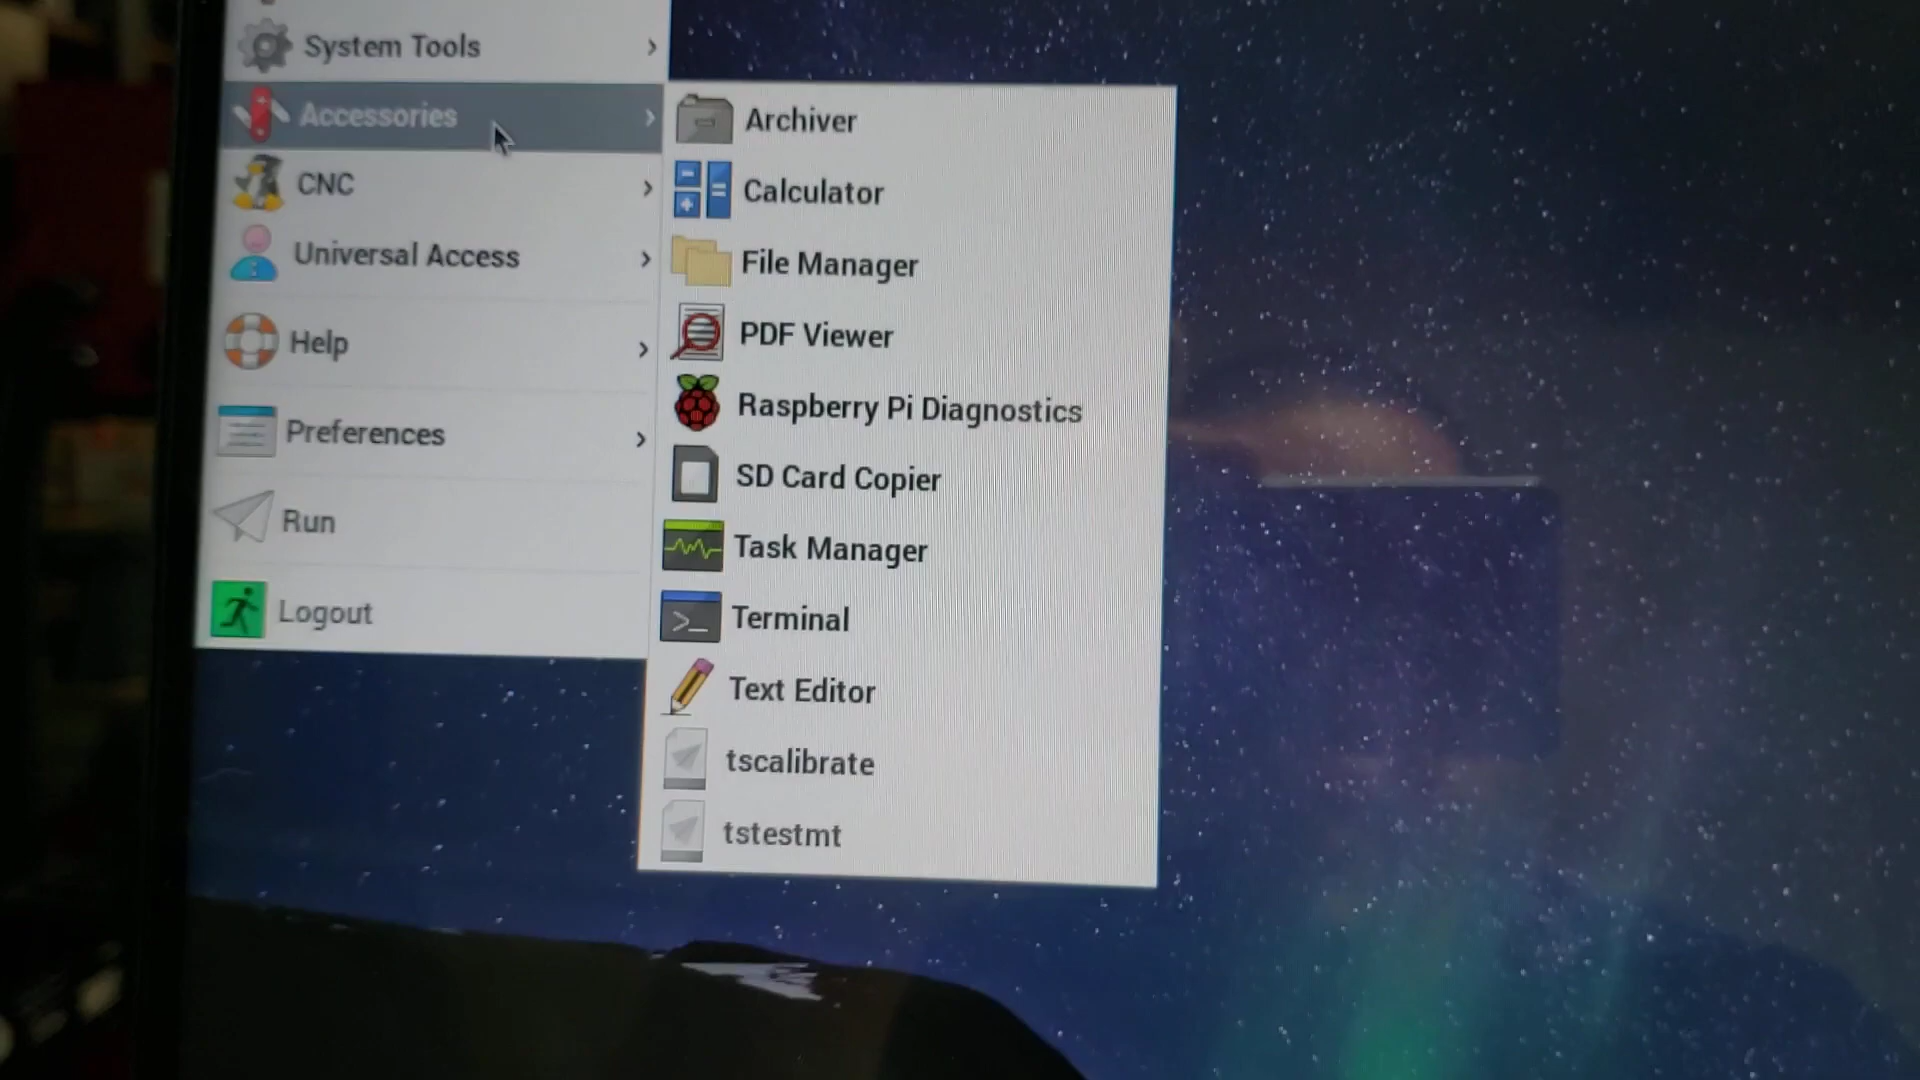 System Tools
Accessories
CNC
Universal Access
Help
Preferences
Run
Logout
Archiver
Calculator
File Manager
PDF Viewer
Raspberry Pi Diagnostics
SD Card Copier
Task Manager
Terminal
Text Editor
tscalibrate
tstestmt